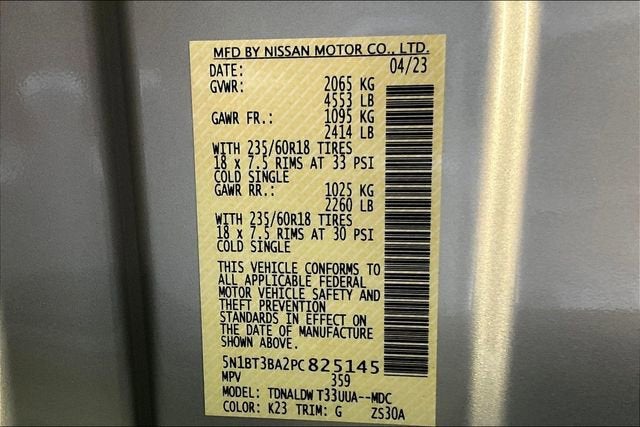 MFD BY NISSAN MOTOR CO., LTD.
DATE: 04/23
GVWR: 2065 KG
4553 LB
GAWR FR.: 1095 KG
2414 LB
WITH 235/60R18 TIRES
18 x 7.5 RIMS AT 33 PSI
COLD SINGLE
GAWR RR.: 1025 KG
2260 LB
WITH 235/60R18 TIRES
18 x 7.5 RIMS AT 30 PSI
COLD SINGLE
THIS VEHICLE CONFORMS TO
ALL APPLICABLE FEDERAL
MOTOR VEHICLE SAFETY AND
THEFT PREVENTION
STANDARDS IN EFFECT ON
THE DATE OF MANUFACTURE
SHOWN ABOVE.
5N1BT3BA2PC825145
MPV 359
MODEL: TDNALDW T33UUA--MDC
COLOR: K23 TRIM: G ZS30A